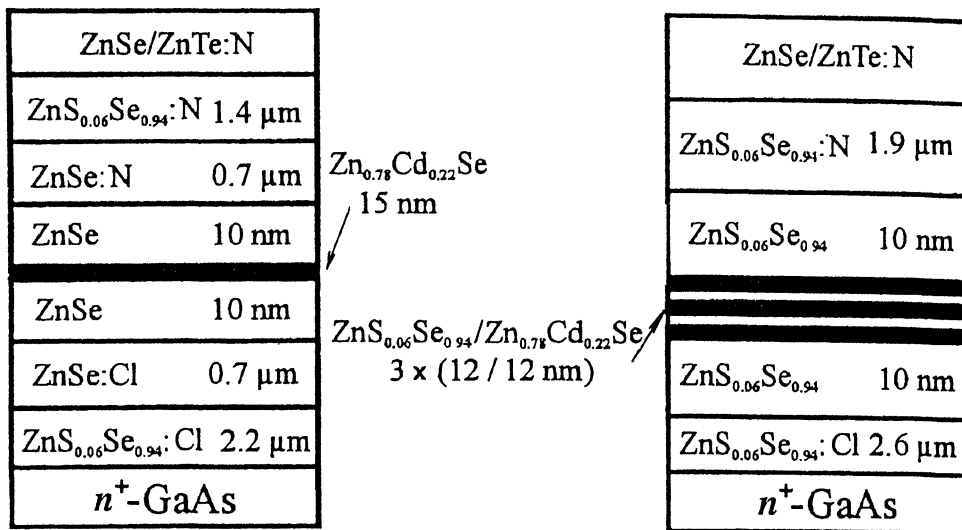 ZnSe/ZnTe:N
ZnS₀.₀₆Se₀.₉₄:N 1.4 µm
ZnSe:N 0.7 µm
ZnSe 10 nm
ZnSe 10 nm
ZnSe:Cl 0.7 µm
ZnS₀.₀₆Se₀.₉₄:Cl 2.2 µm
n⁺-GaAs
Zn₀.₇₈Cd₀.₂₂Se
15 nm
ZnS₀.₀₆Se₀.₉₄/Zn₀.₇₈Cd₀.₂₂Se
3 x (12 / 12 nm)
ZnSe/ZnTe:N
ZnS₀.₀₆Se₀.₉₄:N 1.9 µm
ZnS₀.₀₆Se₀.₉₄ 10 nm
ZnS₀.₀₆Se₀.₉₄ 10 nm
ZnS₀.₀₆Se₀.₉₄:Cl 2.6 µm
n⁺-GaAs